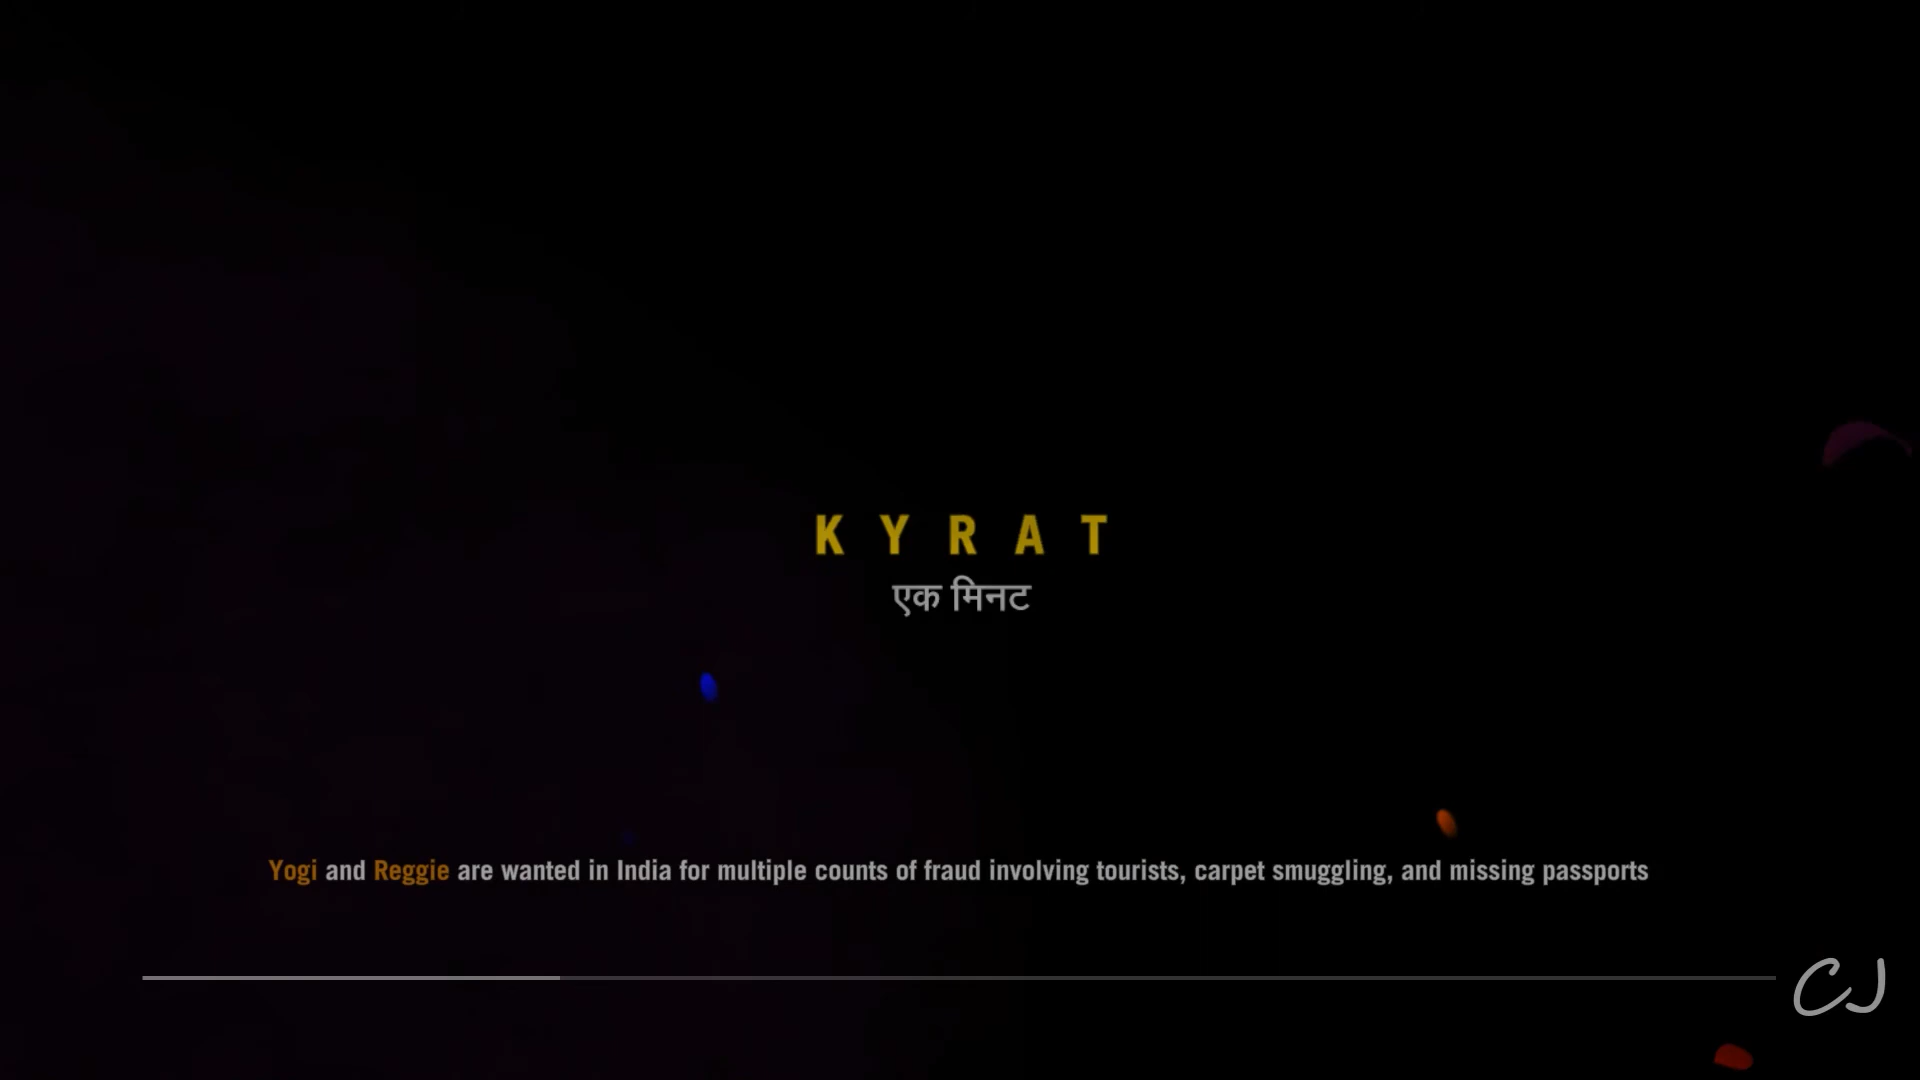 KYRAT
एक मिनट
Yogi and Reggie are wanted in India for multiple counts of fraud involving tourists, carpet smuggling, and missing passports
CJ